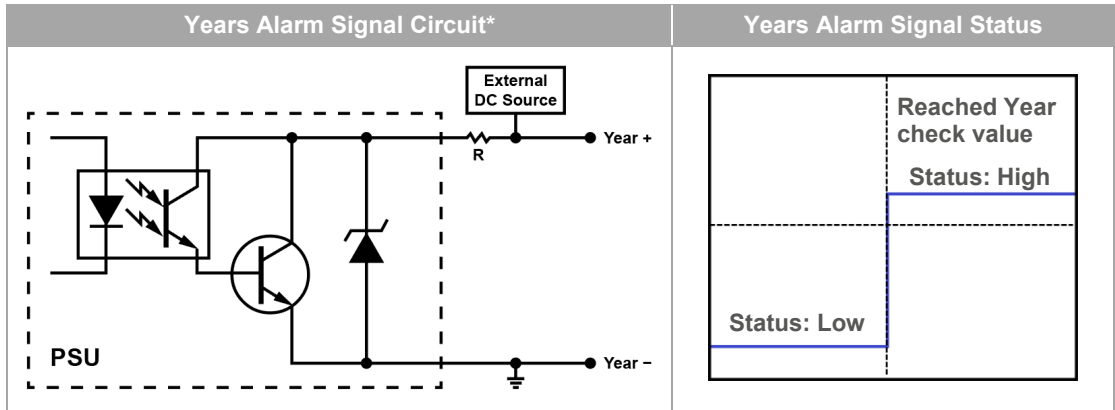 Years Alarm Signal Circuit*
Years Alarm Signal Status
External
DC Source
Year +
R
PSU
Year −
Reached Year
check value
Status: High
Status: Low